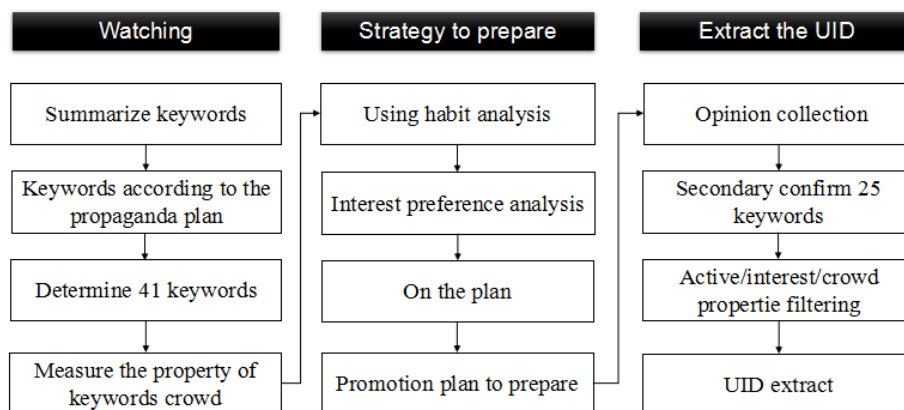 Watching
Summarize keywords
Keywords according to the
propaganda plan
Determine 41 keywords
Measure the property of
keywords crowd
Strategy to prepare
Using habit analysis
Interest preference analysis
On the plan
Promotion plan to prepare
Extract the UID
Opinion collection
Secondary confirm 25
keywords
Active/interest/crowd
propertie filtering
UID extract